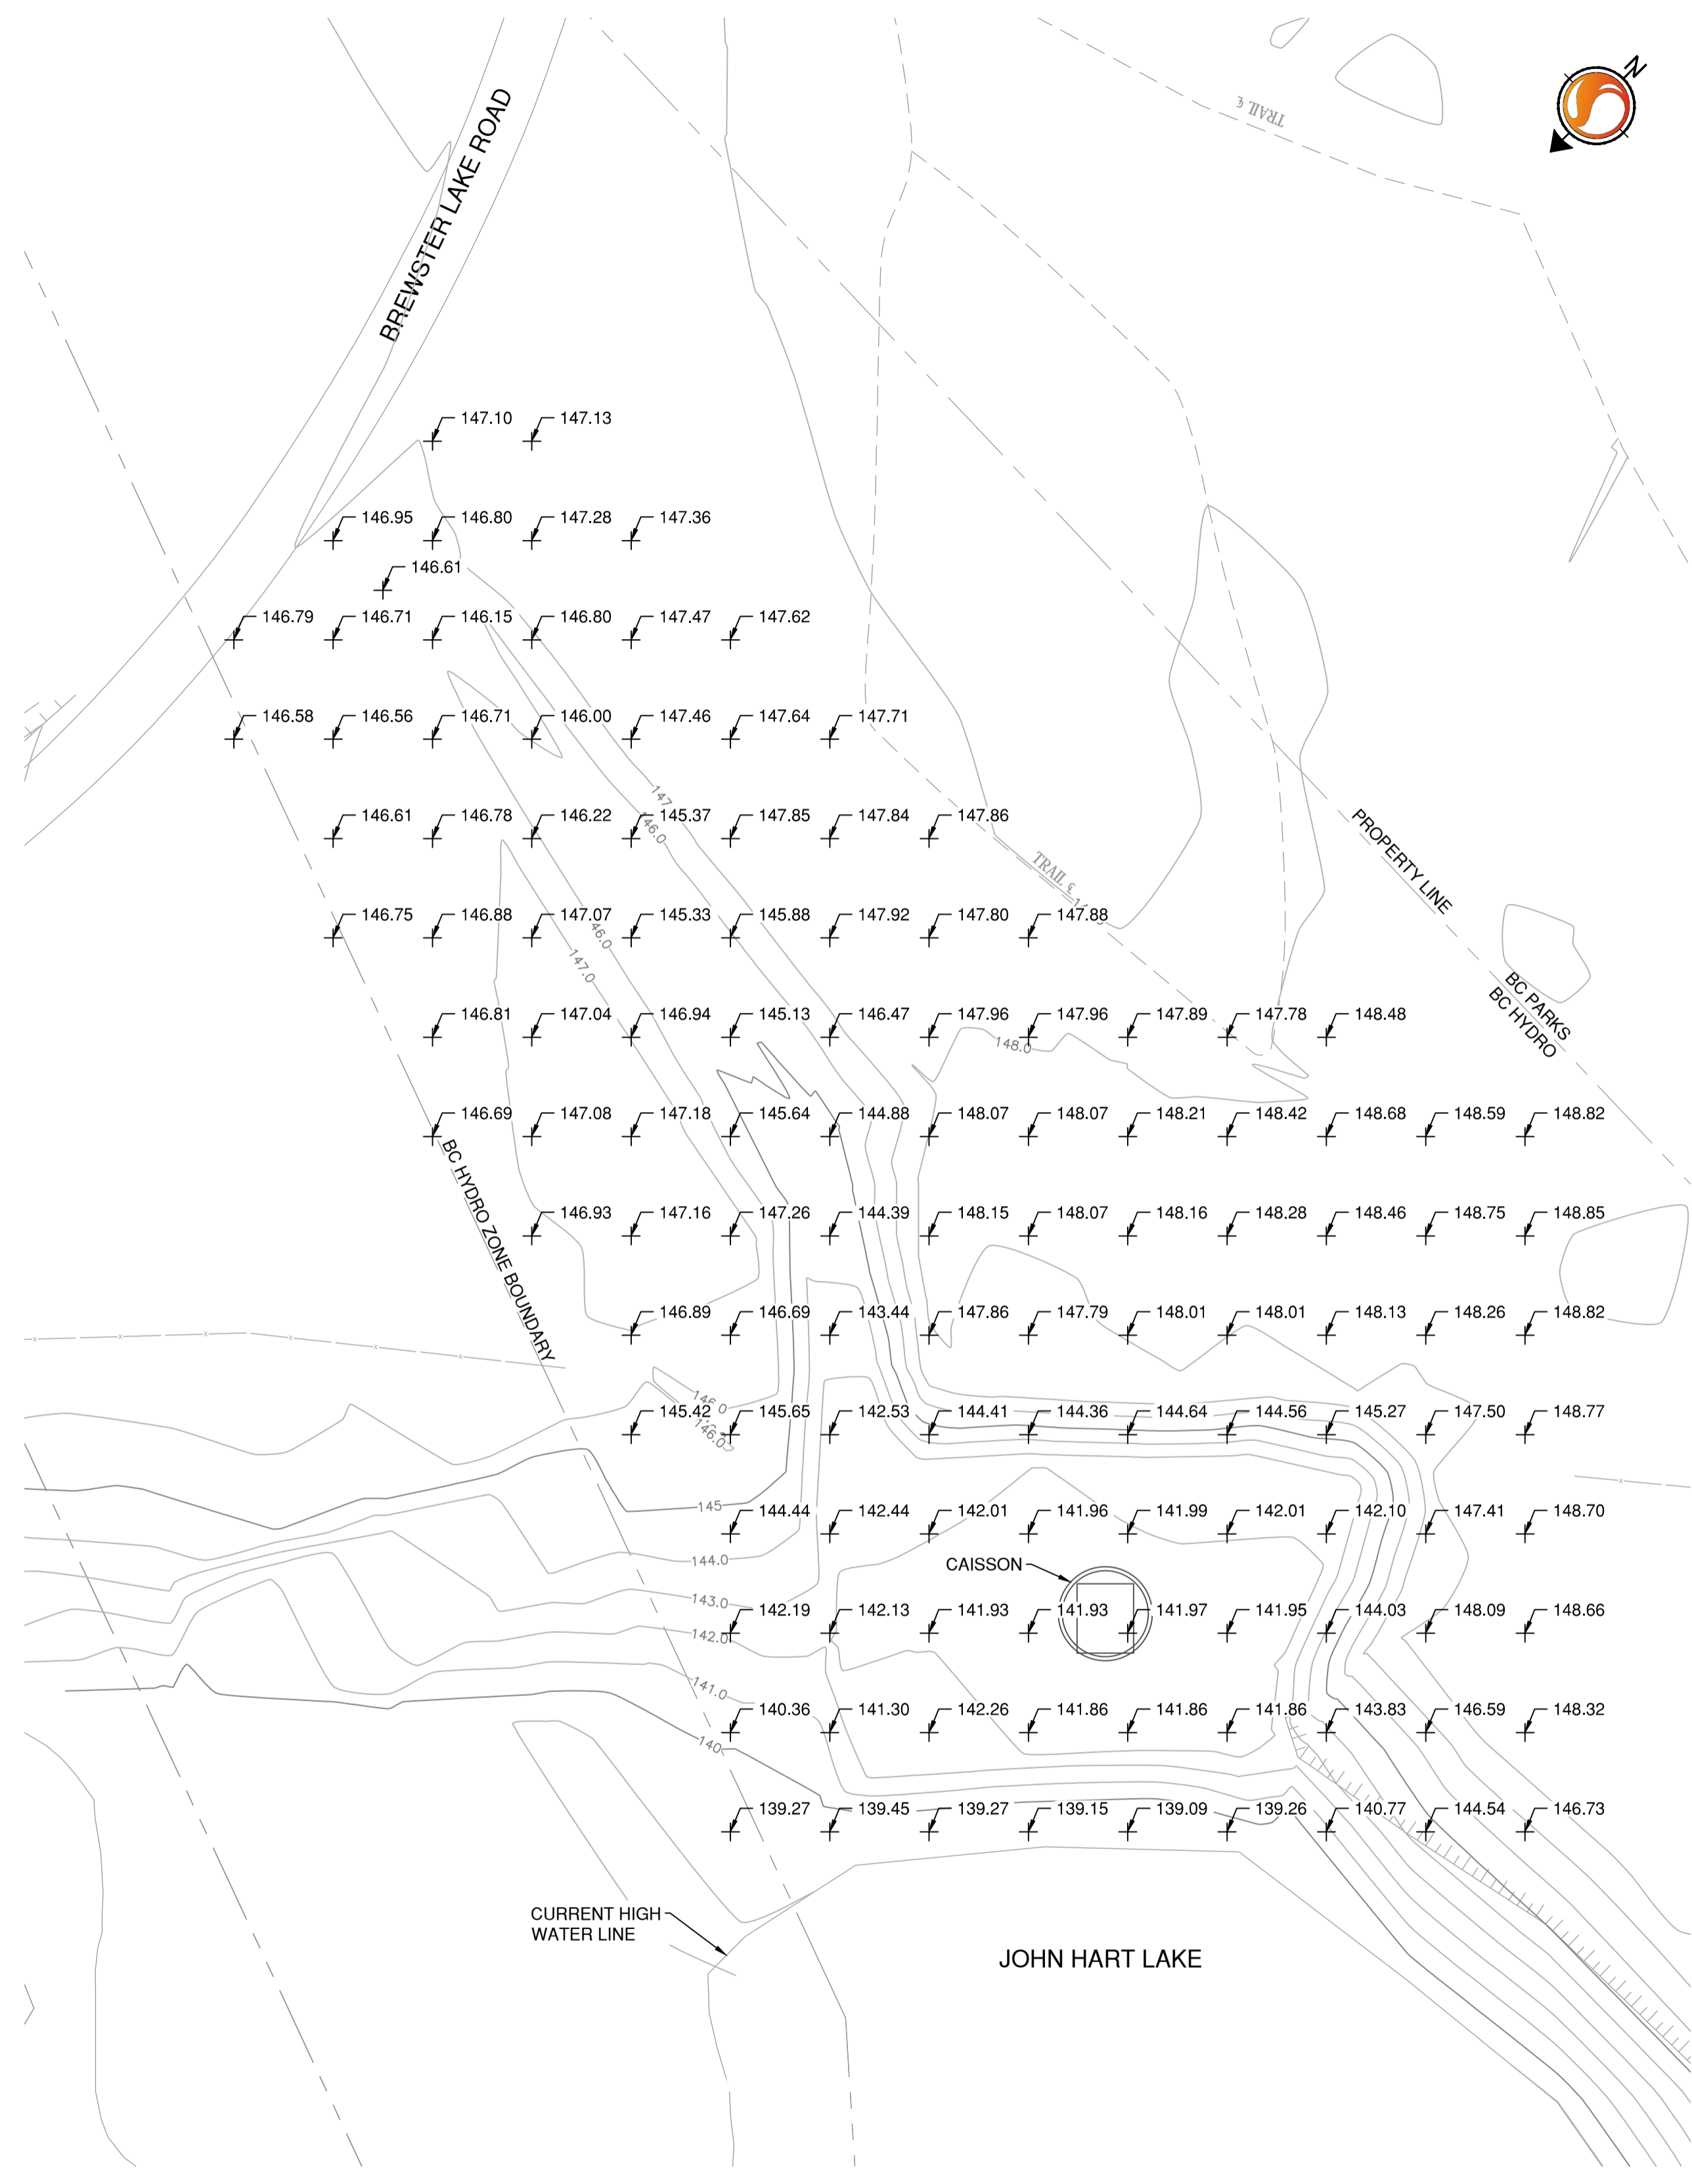 N
TRAIL ℄
BREWSTER LAKE ROAD
147.10 147.13
146.95 146.80 147.28 147.36
146.61
146.79 146.71 146.15 146.80 147.47 147.62
146.58 146.56 146.71 146.00 147.46 147.64 147.71
147
146.0
146.61 146.78 146.22 145.37 147.85 147.84 147.86
PROPERTY LINE
TRAIL ℄
146.75 146.88 147.07 145.33 145.88 147.92 147.80 147.88
146.0
147.0
BC PARKS
BC HYDRO
146.81 147.04 146.94 145.13 146.47 147.96 147.96 147.89 147.78 148.48
148.0
146.69 147.08 147.18 145.64 144.88 148.07 148.07 148.21 148.42 148.68 148.59 148.82
BC HYDRO ZONE BOUNDARY
146.93 147.16 147.26 144.39 148.15 148.07 148.16 148.28 148.46 148.75 148.85
146.89 146.69 143.44 147.86 147.79 148.01 148.01 148.13 148.26 148.82
146.0
145.42 145.65 142.53 144.41 144.36 144.64 144.56 145.27 147.50 148.77
146.0
145
144.44 142.44 142.01 141.96 141.99 142.01 142.10 147.41 148.70
144.0
CAISSON
143.0
142.19 142.13 141.93 141.93 141.97 141.95 144.03 148.09 148.66
142.0
141.0
140.36 141.30 142.26 141.86 141.86 141.86 143.83 146.59 148.32
140
139.27 139.45 139.27 139.15 139.09 139.26 140.77 144.54 146.73
CURRENT HIGH
WATER LINE
JOHN HART LAKE